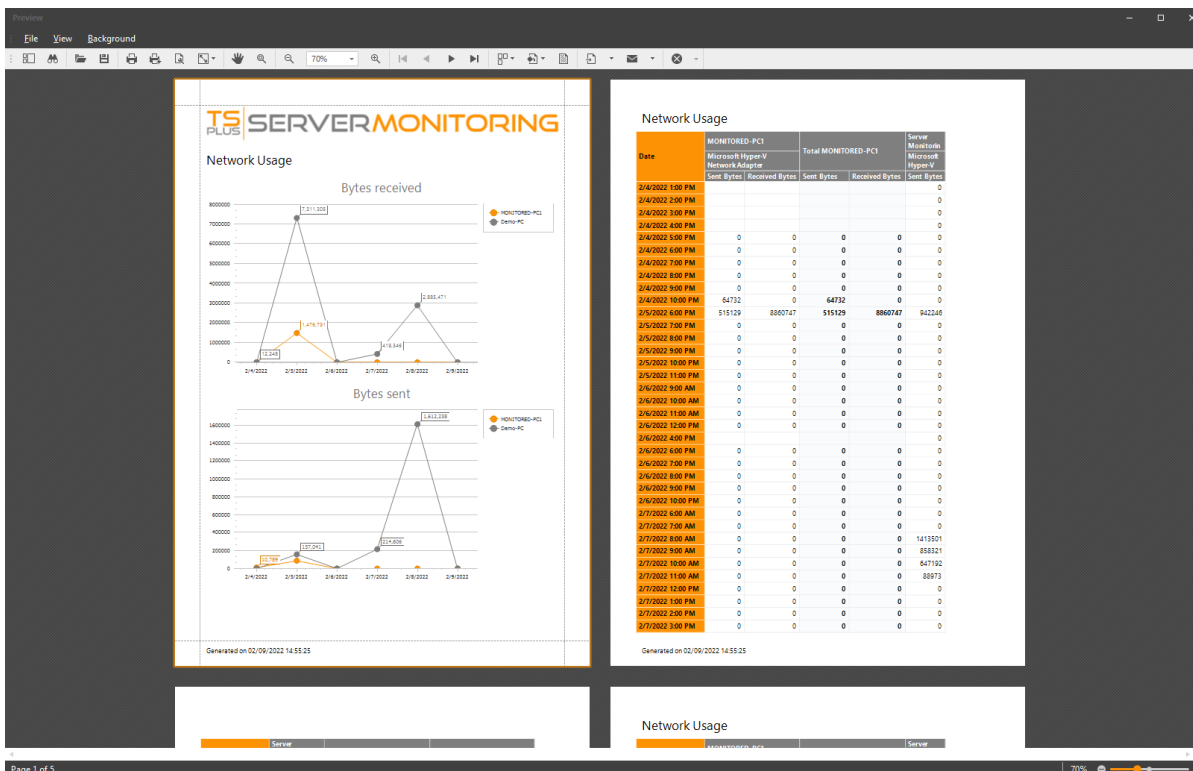 Preview
File View Background
70%
TS PLUS SERVERMONITORING
Network Usage
Bytes received
8000000
7000000
6000000
5000000
4000000
3000000
2000000
1000000
0
7,311,305
2,885,471
12,248
2/4/2022 2/5/2022 2/6/2022 2/7/2022 2/8/2022 2/9/2022
MONITORED-PC1
Demo-PC
Bytes sent
1600000
1400000
1200000
1000000
800000
600000
400000
200000
0
1,612,238
157,041
214,606
2/4/2022 2/5/2022 2/6/2022 2/7/2022 2/8/2022 2/9/2022
MONITORED-PC1
Demo-PC
Generated on 02/09/2022 14:55:25
Network Usage
Date MONITORED-PC1 Total MONITORED-PC1 Server Monitorin
Microsoft Hyper-V Network Adapter Microsoft Hyper-V
Sent Bytes Received Bytes Sent Bytes Received Bytes Sent Bytes
2/4/2022 1:00 PM 0
2/4/2022 2:00 PM 0
2/4/2022 3:00 PM 0
2/4/2022 4:00 PM 0
2/4/2022 5:00 PM 0 0 0 0 0
2/4/2022 6:00 PM 0 0 0 0 0
2/4/2022 7:00 PM 0 0 0 0 0
2/4/2022 8:00 PM 0 0 0 0 0
2/4/2022 9:00 PM 0 0 0 0 0
2/4/2022 10:00 PM 64732 0 64732 0 0
2/5/2022 6:00 PM 515129 8860747 515129 8860747 942246
2/5/2022 7:00 PM 0 0 0 0 0
2/5/2022 8:00 PM 0 0 0 0 0
2/5/2022 9:00 PM 0 0 0 0 0
2/5/2022 10:00 PM 0 0 0 0 0
2/5/2022 11:00 PM 0 0 0 0 0
2/6/2022 9:00 AM 0 0 0 0 0
2/6/2022 10:00 AM 0 0 0 0 0
2/6/2022 11:00 AM 0 0 0 0 0
2/6/2022 12:00 PM 0 0 0 0 0
2/6/2022 4:00 PM 0
2/6/2022 6:00 PM 0 0 0 0 0
2/6/2022 7:00 PM 0 0 0 0 0
2/6/2022 8:00 PM 0 0 0 0 0
2/6/2022 9:00 PM 0 0 0 0 0
2/6/2022 10:00 PM 0 0 0 0 0
2/7/2022 6:00 AM 0 0 0 0 0
2/7/2022 7:00 AM 0 0 0 0 0
2/7/2022 8:00 AM 0 0 0 0 1413501
2/7/2022 9:00 AM 0 0 0 0 858321
2/7/2022 10:00 AM 0 0 0 0 647192
2/7/2022 11:00 AM 0 0 0 0 88973
2/7/2022 12:00 PM 0 0 0 0 0
2/7/2022 1:00 PM 0 0 0 0 0
2/7/2022 2:00 PM 0 0 0 0 0
2/7/2022 3:00 PM 0 0 0 0 0
Generated on 02/09/2022 14:55:25
Server
Network Usage
MONITORED-PC1 Server
Page 1 of 5
70%